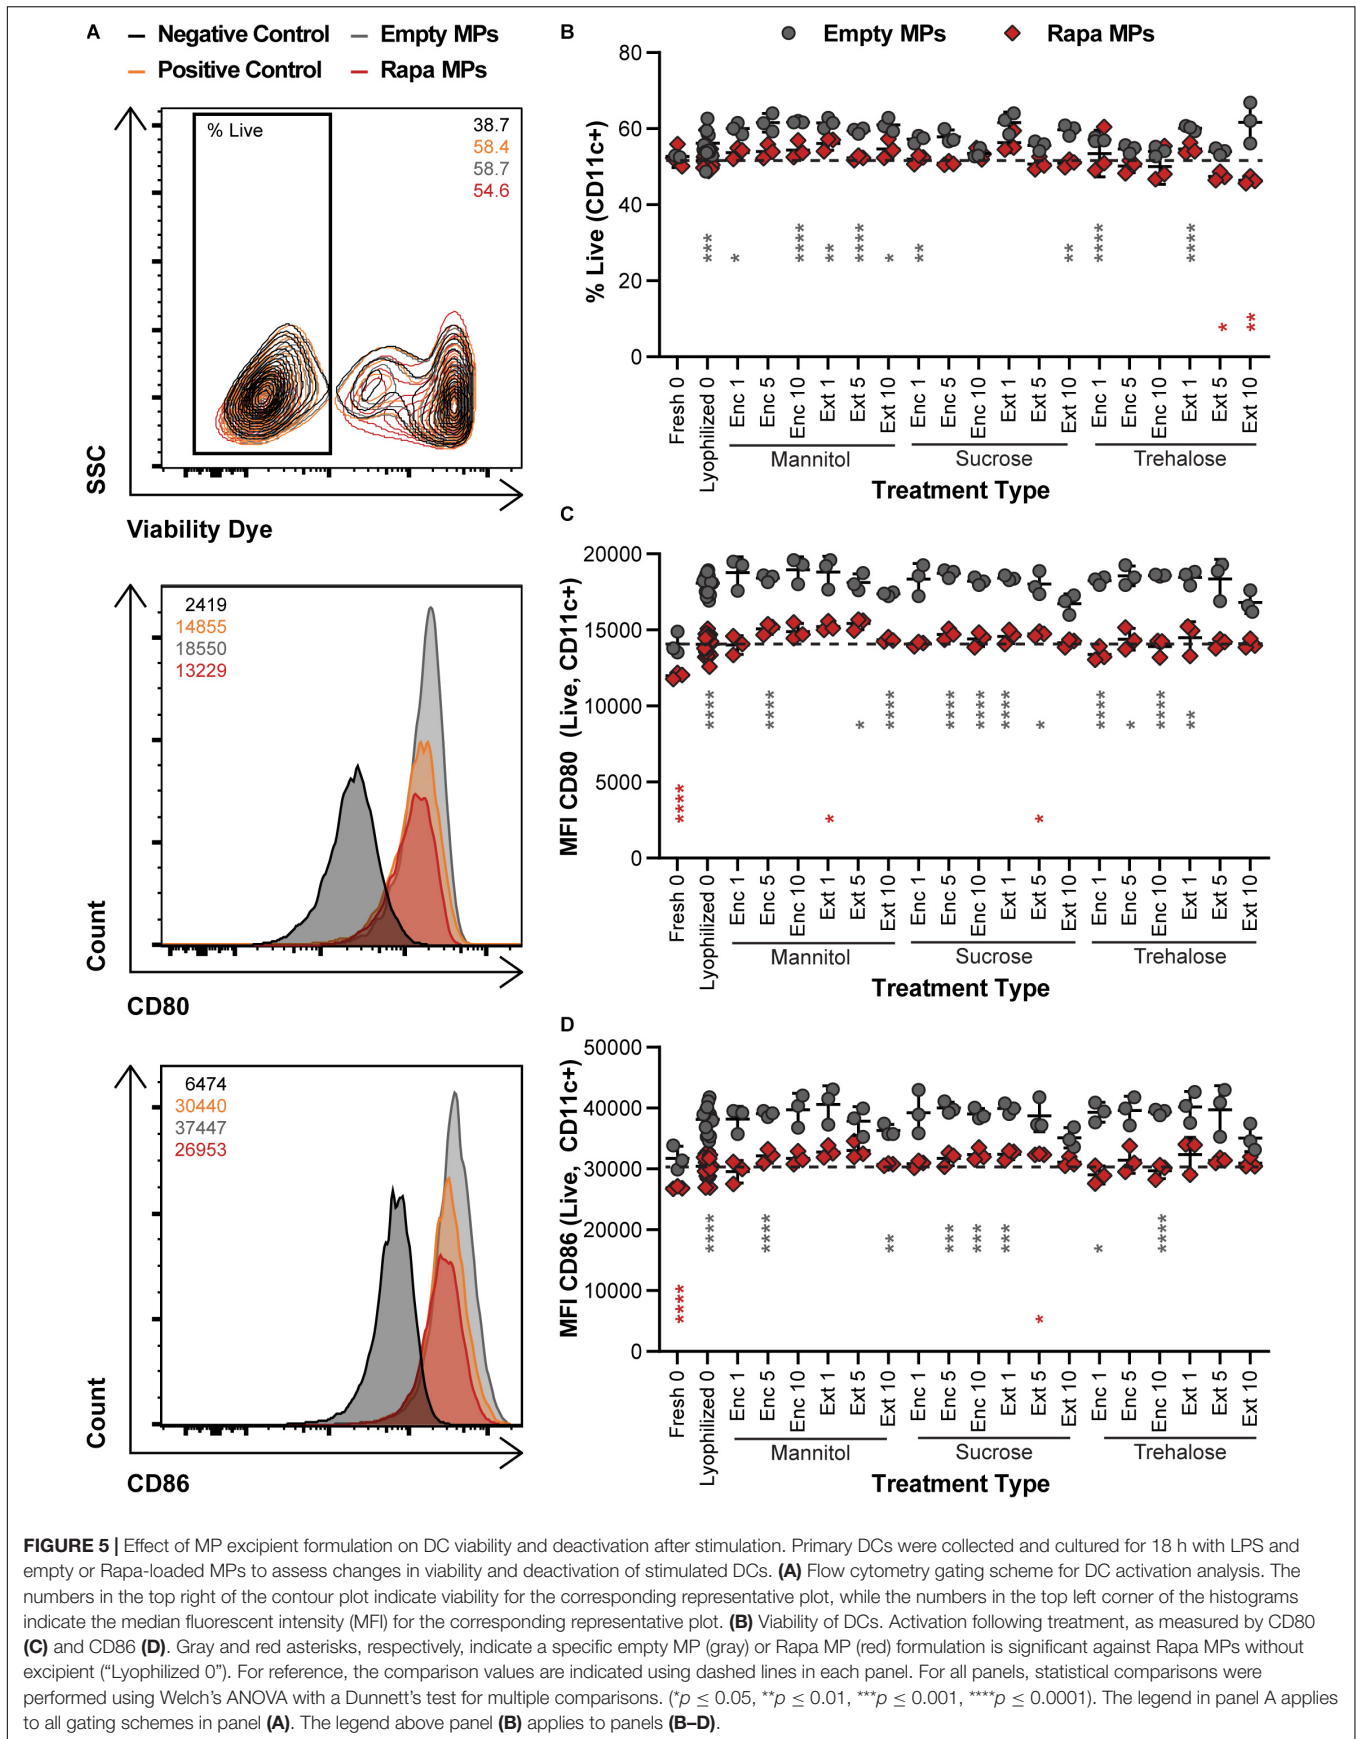 A
Negative Control
Empty MPs
Positive Control
Rapa MPs
% Live
38.7
58.4
58.7
54.6
SSC
Viability Dye
2419
14855
18550
13229
Count
CD80
6474
30440
37447
26953
Count
CD86
B
Empty MPs
Rapa MPs
80
60
40
20
0
% Live (CD11c+)
*** * **** ** **** * ** ** **** ****
* **
Fresh 0
Lyophilized 0
Enc 1
Enc 5
Enc 10
Ext 1
Ext 5
Ext 10
Enc 1
Enc 5
Enc 10
Ext 1
Ext 5
Ext 10
Enc 1
Enc 5
Enc 10
Ext 1
Ext 5
Ext 10
Mannitol
Sucrose
Trehalose
Treatment Type
C
20000
15000
10000
5000
0
MFI CD80 (Live, CD11c+)
**** **** * **** **** **** **** * **** * **** **
**** * *
Fresh 0
Lyophilized 0
Enc 1
Enc 5
Enc 10
Ext 1
Ext 5
Ext 10
Enc 1
Enc 5
Enc 10
Ext 1
Ext 5
Ext 10
Enc 1
Enc 5
Enc 10
Ext 1
Ext 5
Ext 10
Mannitol
Sucrose
Trehalose
Treatment Type
D
50000
40000
30000
20000
10000
0
MFI CD86 (Live, CD11c+)
**** **** ** *** *** *** * ****
**** *
Fresh 0
Lyophilized 0
Enc 1
Enc 5
Enc 10
Ext 1
Ext 5
Ext 10
Enc 1
Enc 5
Enc 10
Ext 1
Ext 5
Ext 10
Enc 1
Enc 5
Enc 10
Ext 1
Ext 5
Ext 10
Mannitol
Sucrose
Trehalose
Treatment Type
FIGURE 5 | Effect of MP excipient formulation on DC viability and deactivation after stimulation. Primary DCs were collected and cultured for 18 h with LPS and
empty or Rapa-loaded MPs to assess changes in viability and deactivation of stimulated DCs. (A) Flow cytometry gating scheme for DC activation analysis. The
numbers in the top right of the contour plot indicate viability for the corresponding representative plot, while the numbers in the top left corner of the histograms
indicate the median fluorescent intensity (MFI) for the corresponding representative plot. (B) Viability of DCs. Activation following treatment, as measured by CD80
(C) and CD86 (D). Gray and red asterisks, respectively, indicate a specific empty MP (gray) or Rapa MP (red) formulation is significant against Rapa MPs without
excipient (“Lyophilized 0”). For reference, the comparison values are indicated using dashed lines in each panel. For all panels, statistical comparisons were
performed using Welch’s ANOVA with a Dunnett’s test for multiple comparisons. (*p ≤ 0.05, **p ≤ 0.01, ***p ≤ 0.001, ****p ≤ 0.0001). The legend in panel A applies
to all gating schemes in panel (A). The legend above panel (B) applies to panels (B–D).